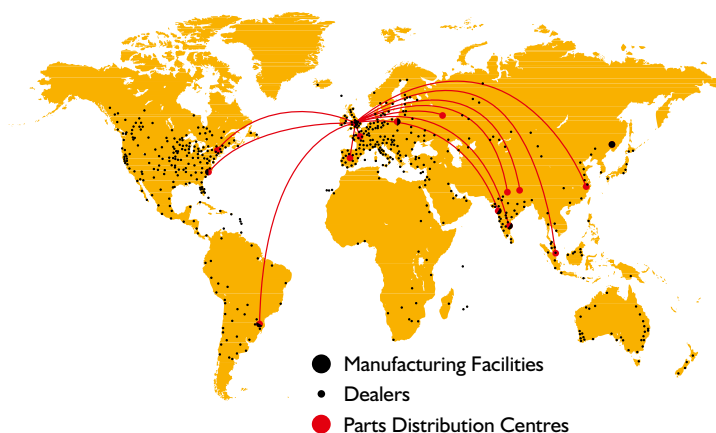 Manufacturing Facilities
Dealers
Parts Distribution Centres